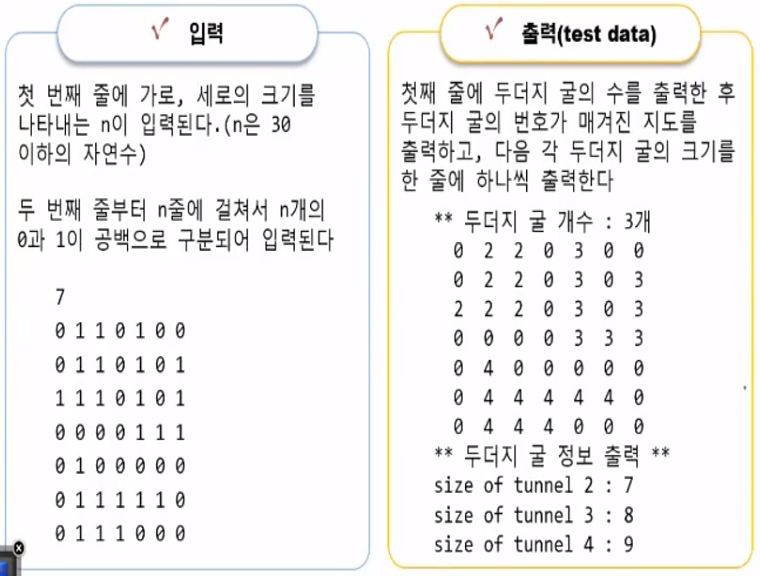 입력
첫 번째 줄에 가로, 세로의 크기를
나타내는 n이 입력된다.(n은 30
이하의 자연수)
두 번째 줄부터 n줄에 걸쳐서 n개의
0과 1이 공백으로 구분되어 입력된다
7
0 1 1 0 1 0 0
0 1 1 0 1 0 1
1 1 1 0 1 0 1
0 0 0 0 1 1 1
0 1 0 0 0 0 0
0 1 1 1 1 1 0
0 1 1 1 0 0 0
출력(test data)
첫째 줄에 두더지 굴의 수를 출력한 후
두더지 굴의 번호가 매겨진 지도를
출력하고, 다음 각 두더지 굴의 크기를
한 줄에 하나씩 출력한다
** 두더지 굴 개수 : 3개
0 2 2 0 3 0 0
0 2 2 0 3 0 3
2 2 2 0 3 0 3
0 0 0 0 3 3 3
0 4 0 0 0 0 0
0 4 4 4 4 4 0
0 4 4 4 0 0 0
** 두더지 굴 정보 출력 **
size of tunnel 2 : 7
size of tunnel 3 : 8
size of tunnel 4 : 9